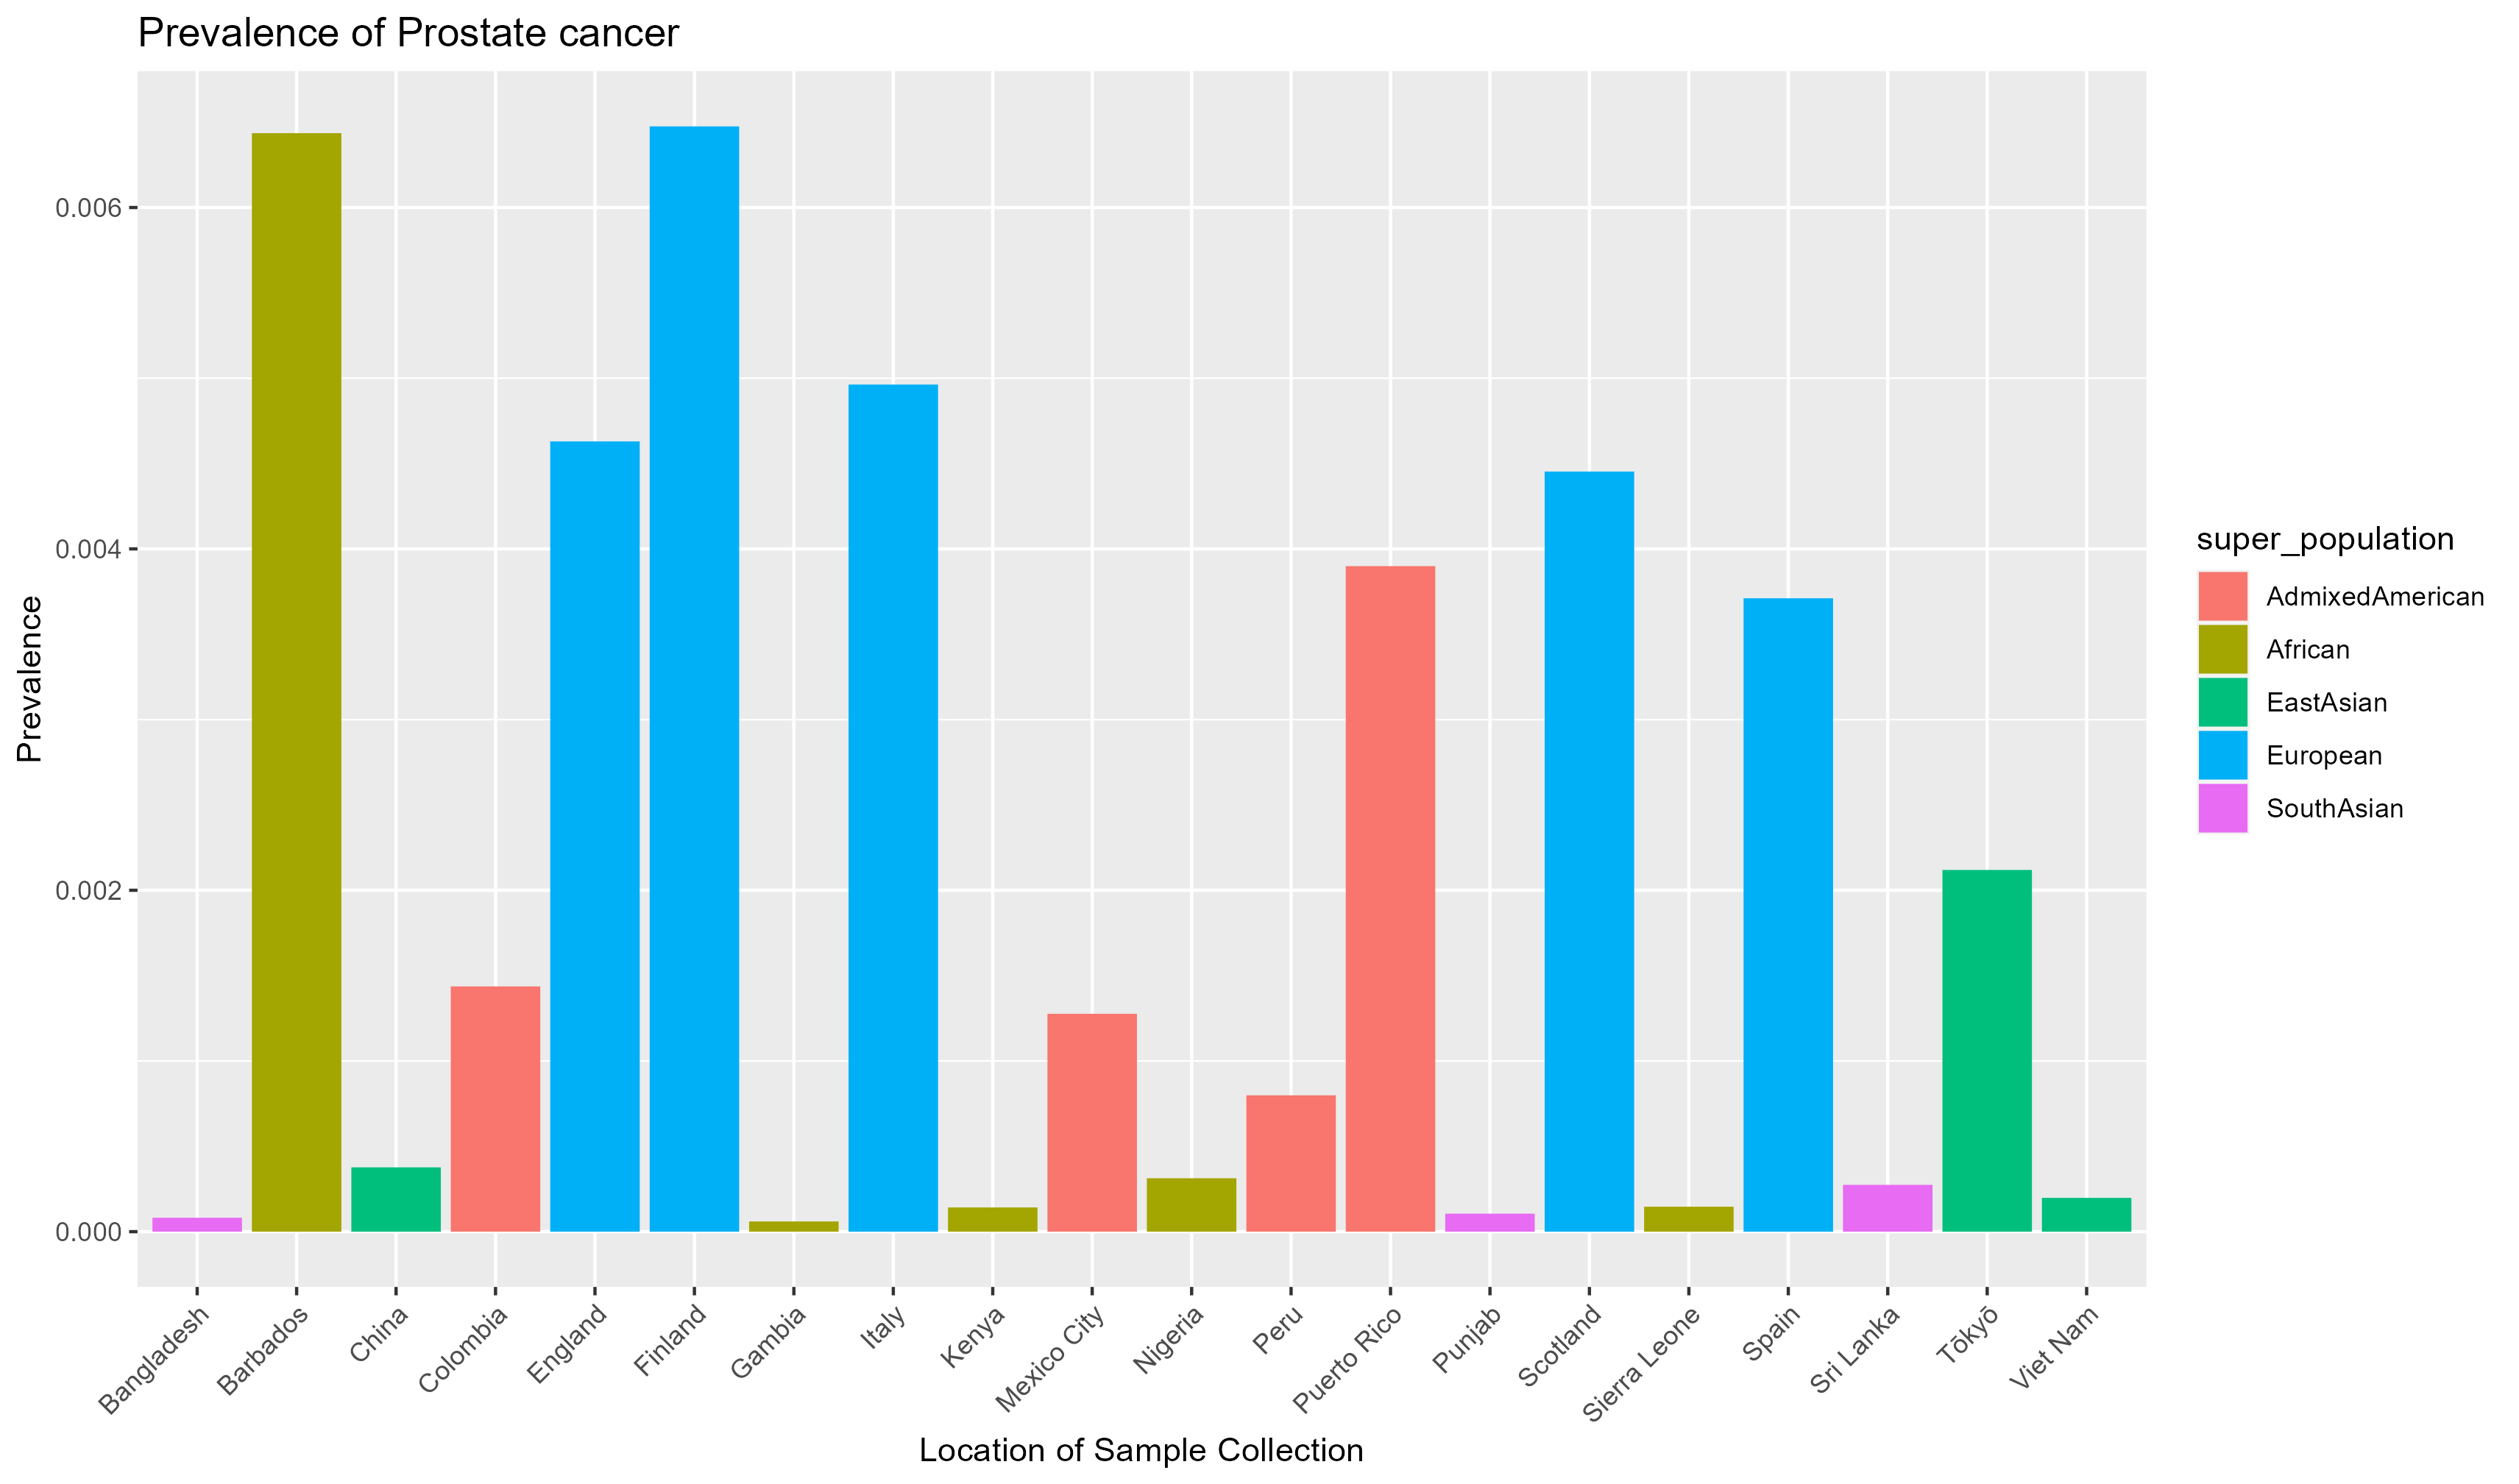 Prevalence of Prostate cancer
Prevalence
0.006
0.004
0.002
0.000
Bangladesh
Barbados
China
Colombia
England
Finland
Gambia
Italy
Kenya
Mexico City
Nigeria
Peru
Puerto Rico
Punjab
Scotland
Sierra Leone
Spain
Sri Lanka
Tōkyō
Viet Nam
Location of Sample Collection
super_population
AdmixedAmerican
African
EastAsian
European
SouthAsian